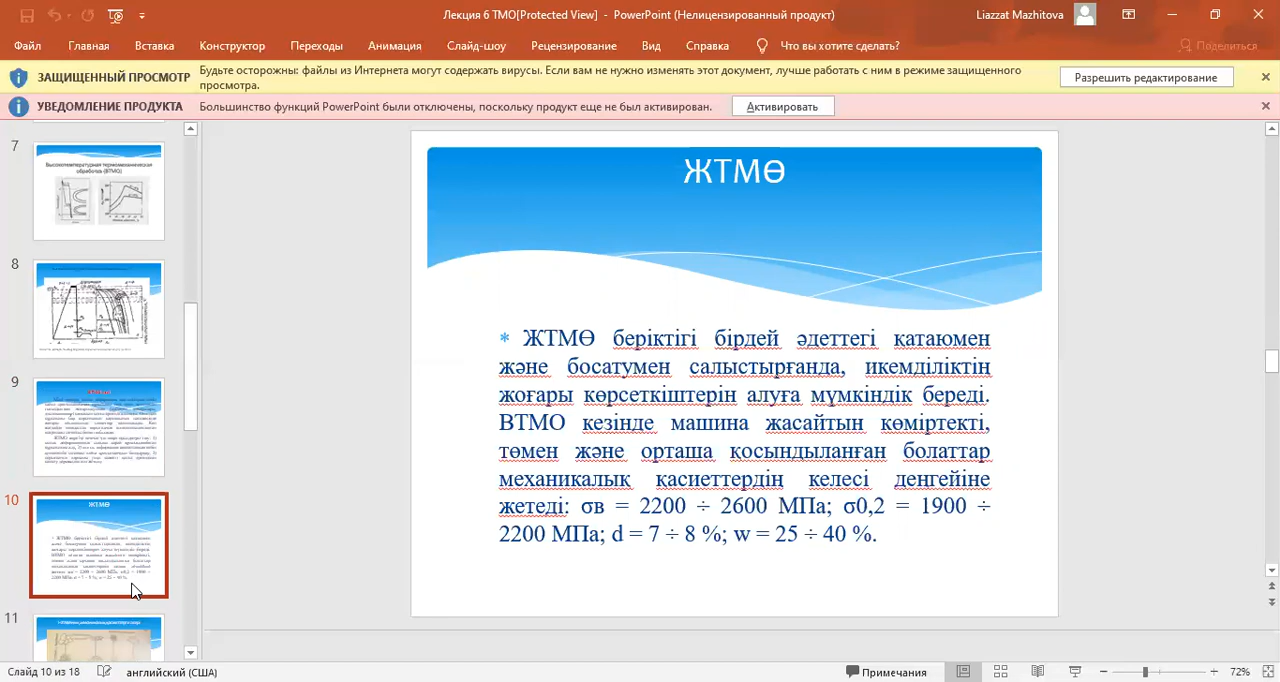 Лекция 6 ТМО[Protected View] - PowerPoint (Нелицензированный продукт)
Liazzat Mazhitova
Файл Главная Вставка Конструктор Переходы Анимация Слайд-шоу Рецензирование Вид Справка Что вы хотите сделать? Поделиться
ЗАЩИЩЕННЫЙ ПРОСМОТР Будьте осторожны: файлы из Интернета могут содержать вирусы. Если вам не нужно изменять этот документ, лучше работать с ним в режиме защищенного
просмотра.
Разрешить редактирование
УВЕДОМЛЕНИЕ ПРОДУКТА Большинство функций PowerPoint были отключены, поскольку продукт еще не был активирован. Активировать
7
Высокотемпературная термомеханическая
обработка (ВТМО)
8
9
10
ЖТМӨ
11
ЖТМӨ
* ЖТМӨ беріктігі бірдей әдеттегі қатаюмен
және босатумен салыстырғанда, икемділіктің
жоғары көрсеткіштерін алуға мүмкіндік береді.
ВТМО кезінде машина жасайтын көміртекті,
төмен және орташа қосындыланған болаттар
механикалық қасиеттердің келесі деңгейіне
жетеді: σв = 2200 ÷ 2600 МПа; σ0,2 = 1900 ÷
2200 МПа; d = 7 ÷ 8 %; w = 25 ÷ 40 %.
Слайд 10 из 18 английский (США) Примечания 72%